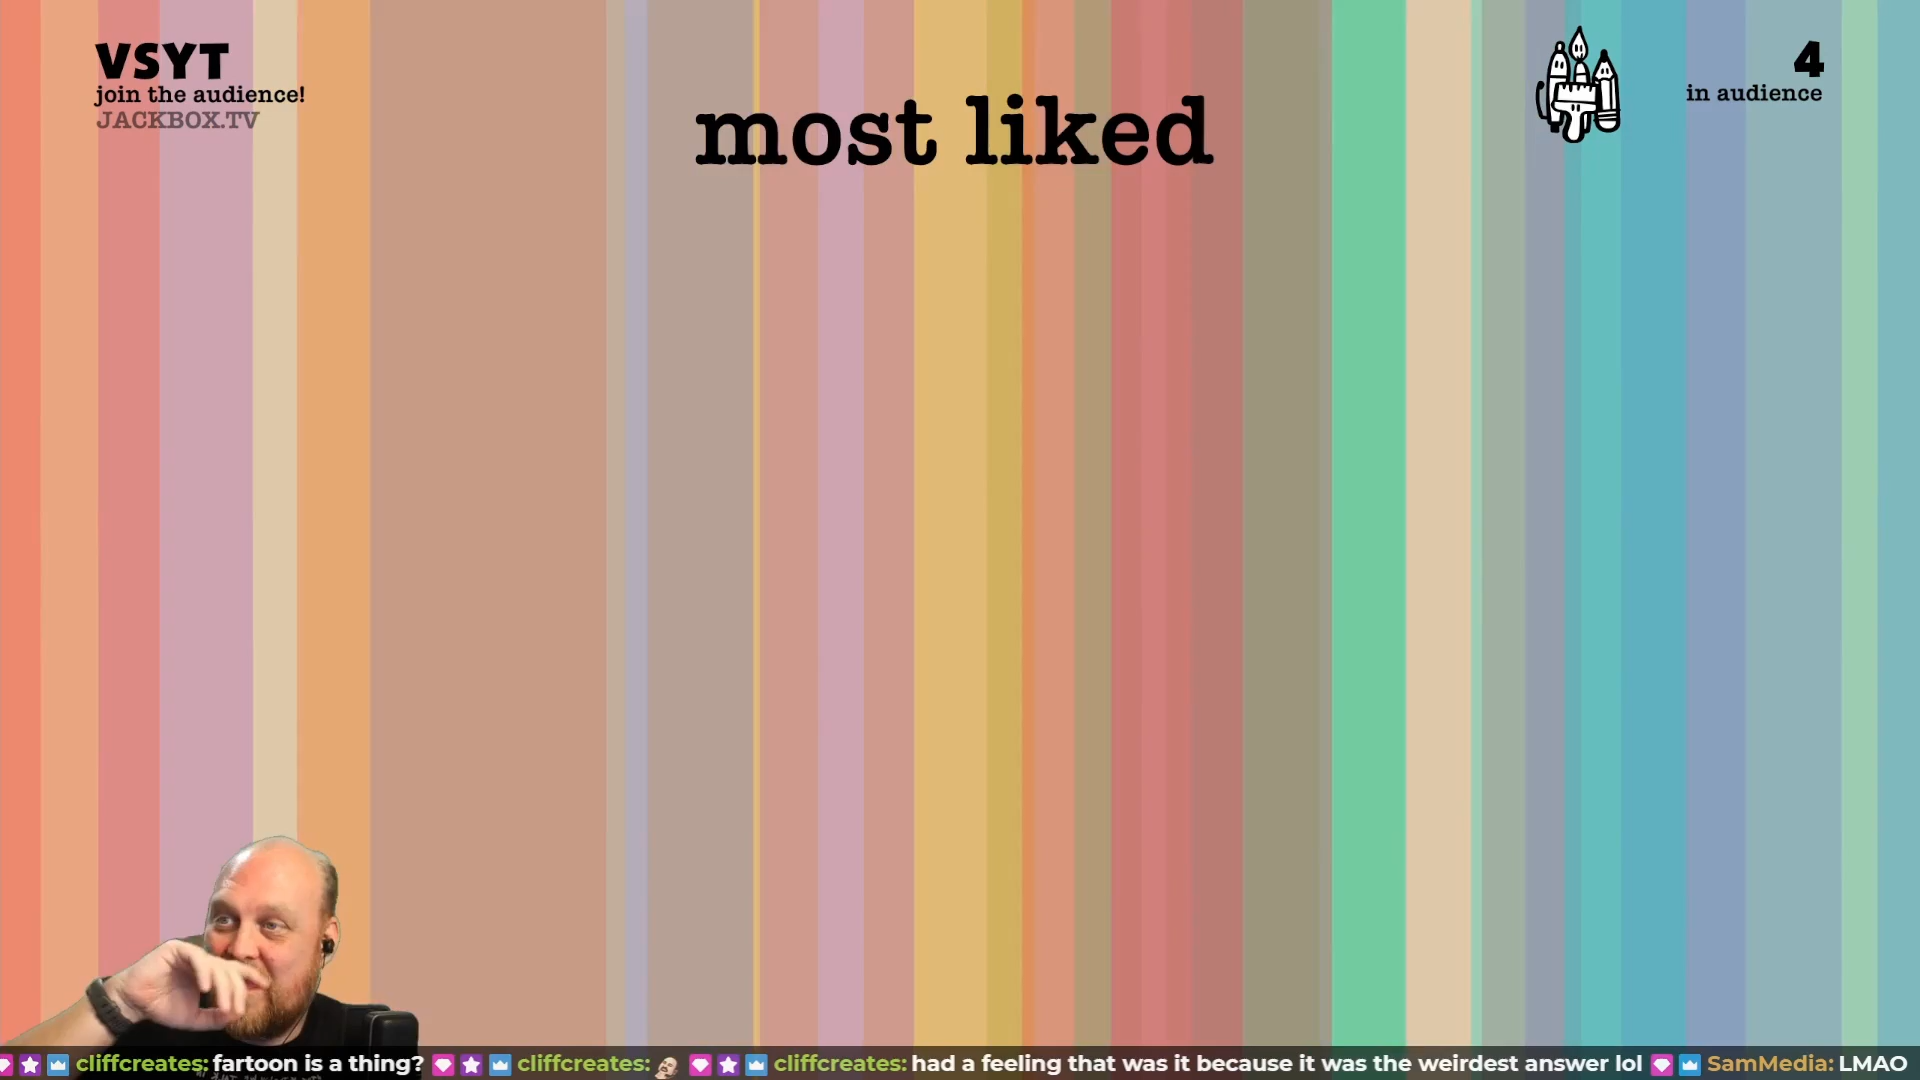 VSYT
join the audience!
JACKBOX.TV
most liked
4
in audience
cliffcreates: fartoon is a thing? cliffcreates: cliffcreates: had a feeling that was it because it was the weirdest answer lol SamMedia: LMAO